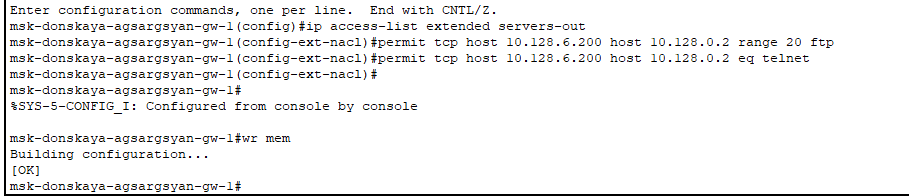 Enter configuration commands, one per line.  End with CNTL/Z.
msk-donskaya-agsargsyan-gw-1(config)#ip access-list extended servers-out
msk-donskaya-agsargsyan-gw-1(config-ext-nacl)#permit tcp host 10.128.6.200 host 10.128.0.2 range 20 ftp
msk-donskaya-agsargsyan-gw-1(config-ext-nacl)#permit tcp host 10.128.6.200 host 10.128.0.2 eq telnet
msk-donskaya-agsargsyan-gw-1(config-ext-nacl)#
msk-donskaya-agsargsyan-gw-1#
%SYS-5-CONFIG_I: Configured from console by console
msk-donskaya-agsargsyan-gw-1#wr mem
Building configuration...
[OK]
msk-donskaya-agsargsyan-gw-1#